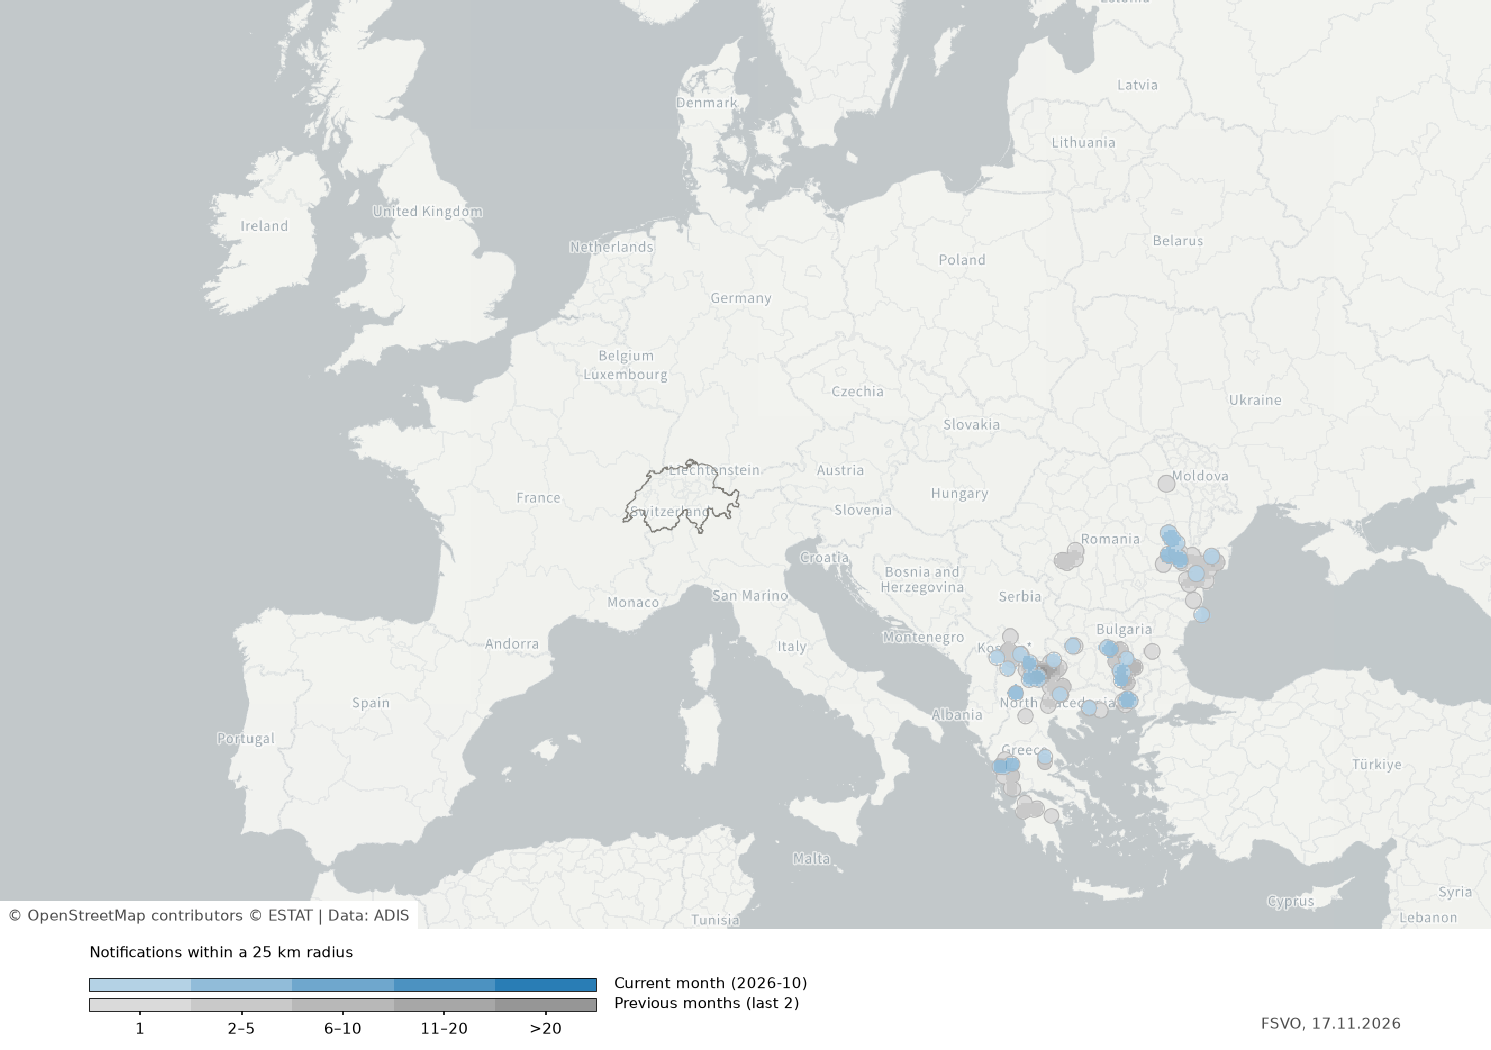 Estonia
Latvia
Denmark
Lithuania
United Kingdom
Ireland
Belarus
Netherlands
Poland
Germany
Belgium
Luxembourg
Czechia
Ukraine
Slovakia
Liechtenstein
Austria
Moldova
France
Hungary
Switzerland
Slovenia
Romania
Croatia
Bosnia and
Herzegovina
Serbia
Monaco
San Marino
Bulgaria
Andorra
Italy
Montenegro
Spain
North Macedonia
Albania
Portugal
Greece
Türkiye
Malta
Syria
Cyprus
Lebanon
Tunisia
© OpenStreetMap contributors © ESTAT | Data: ADIS
Notifications within a 25 km radius
Current month (2026-10)
Previous months (last 2)
1 2–5 6–10 11–20 >20
FSVO, 17.11.2026